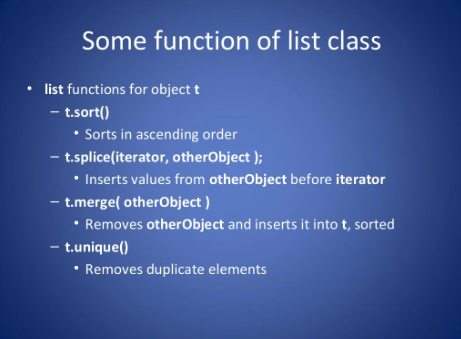 Some function of list class
• list functions for object t
– t.sort()
• Sorts in ascending order
– t.splice(iterator, otherObject );
• Inserts values from otherObject before iterator
– t.merge( otherObject )
• Removes otherObject and inserts it into t, sorted
– t.unique()
• Removes duplicate elements